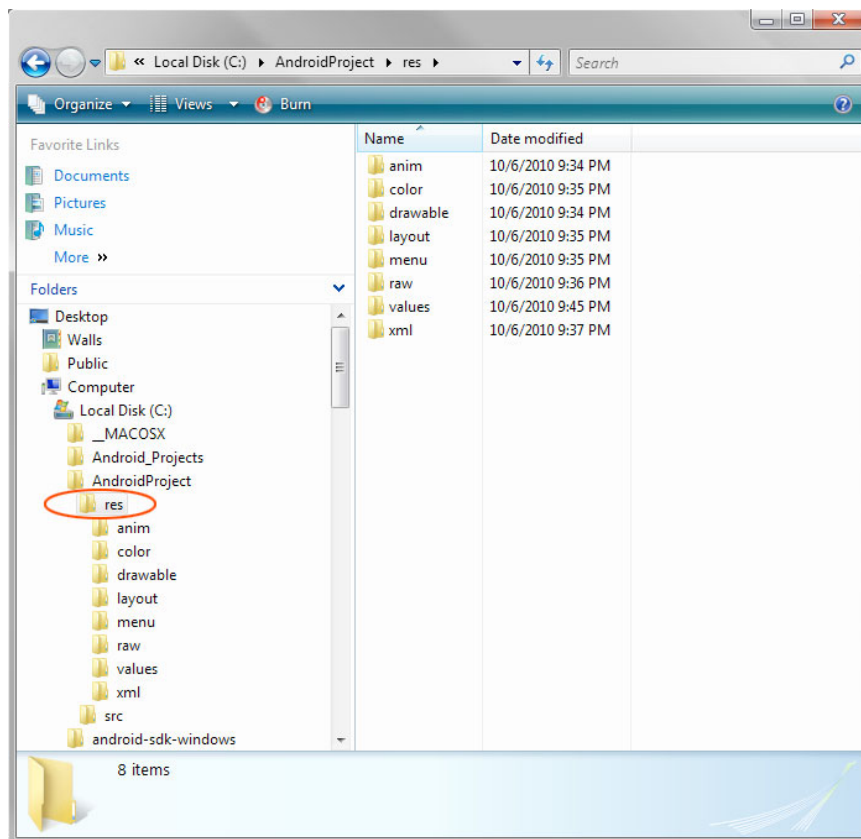 « Local Disk (C:) AndroidProject res Search
Organize Views Burn
Favorite Links
Documents
Pictures
Music
More »
Folders
Desktop
Walls
Public
Computer
Local Disk (C:)
__MACOSX
Android_Projects
AndroidProject
res
anim
color
drawable
layout
menu
raw
values
xml
src
android-sdk-windows
Name Date modified
anim 10/6/2010 9:34 PM
color 10/6/2010 9:35 PM
drawable 10/6/2010 9:34 PM
layout 10/6/2010 9:35 PM
menu 10/6/2010 9:35 PM
raw 10/6/2010 9:36 PM
values 10/6/2010 9:45 PM
xml 10/6/2010 9:37 PM
8 items